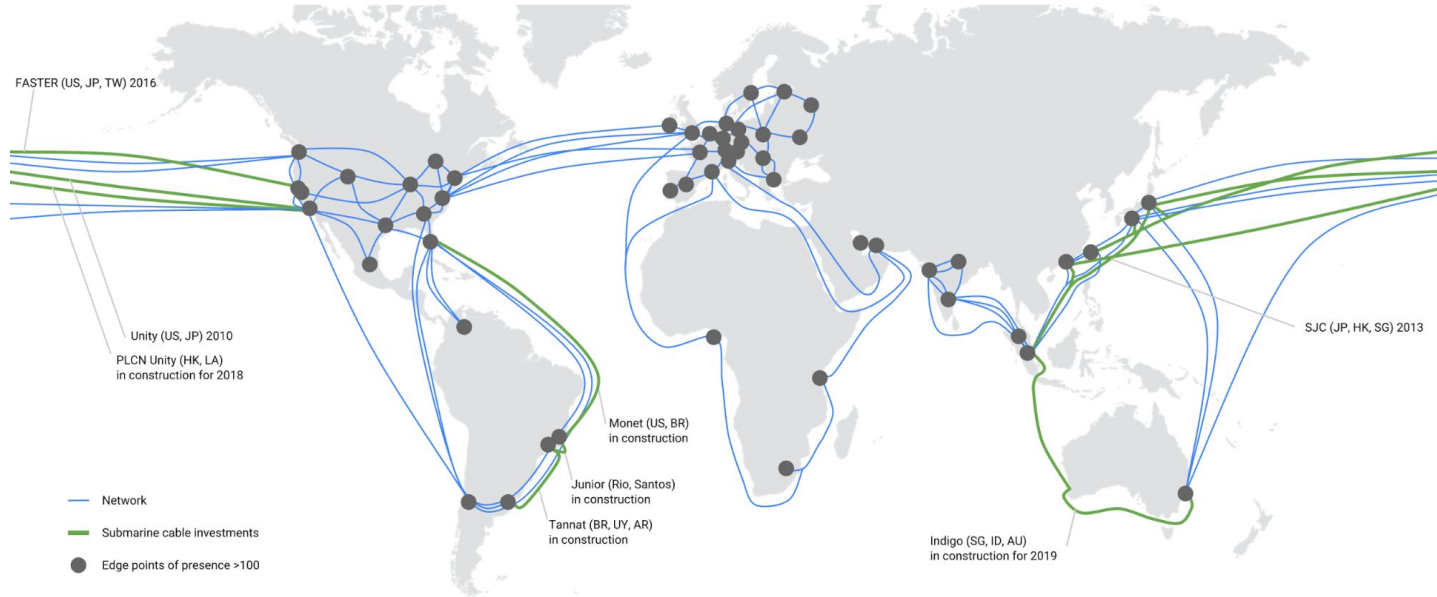 FASTER (US, JP, TW) 2016
Unity (US, JP) 2010
PLCN Unity (HK, LA)
in construction for 2018
SJC (JP, HK, SG) 2013
Monet (US, BR)
in construction
Junior (Rio, Santos)
in construction
Tannat (BR, UY, AR)
in construction
Indigo (SG, ID, AU)
in construction for 2019
Network
Submarine cable investments
Edge points of presence >100